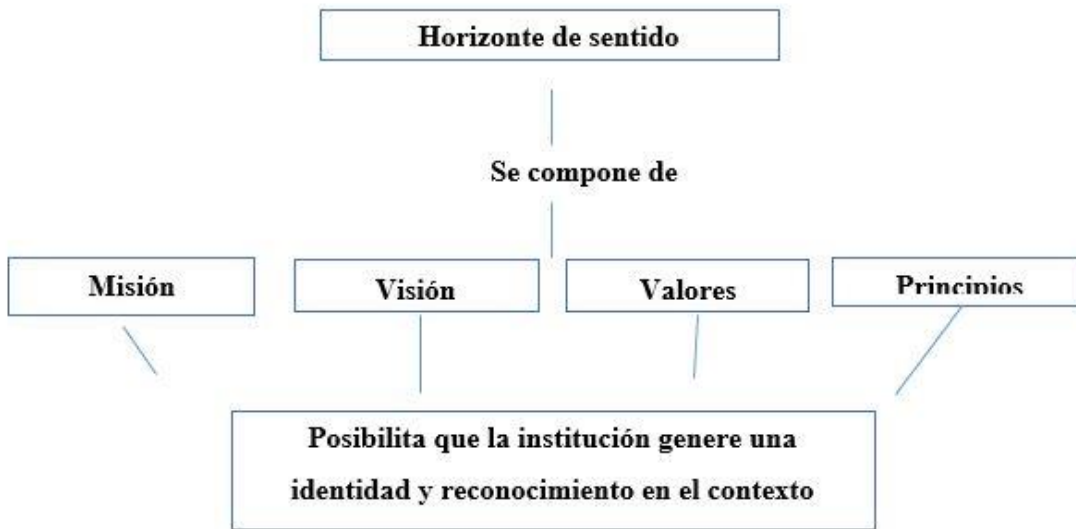 Horizonte de sentido
Se compone de
Misión
Visión
Valores
Principios
Posibilita que la institución genere una
identidad y reconocimiento en el contexto